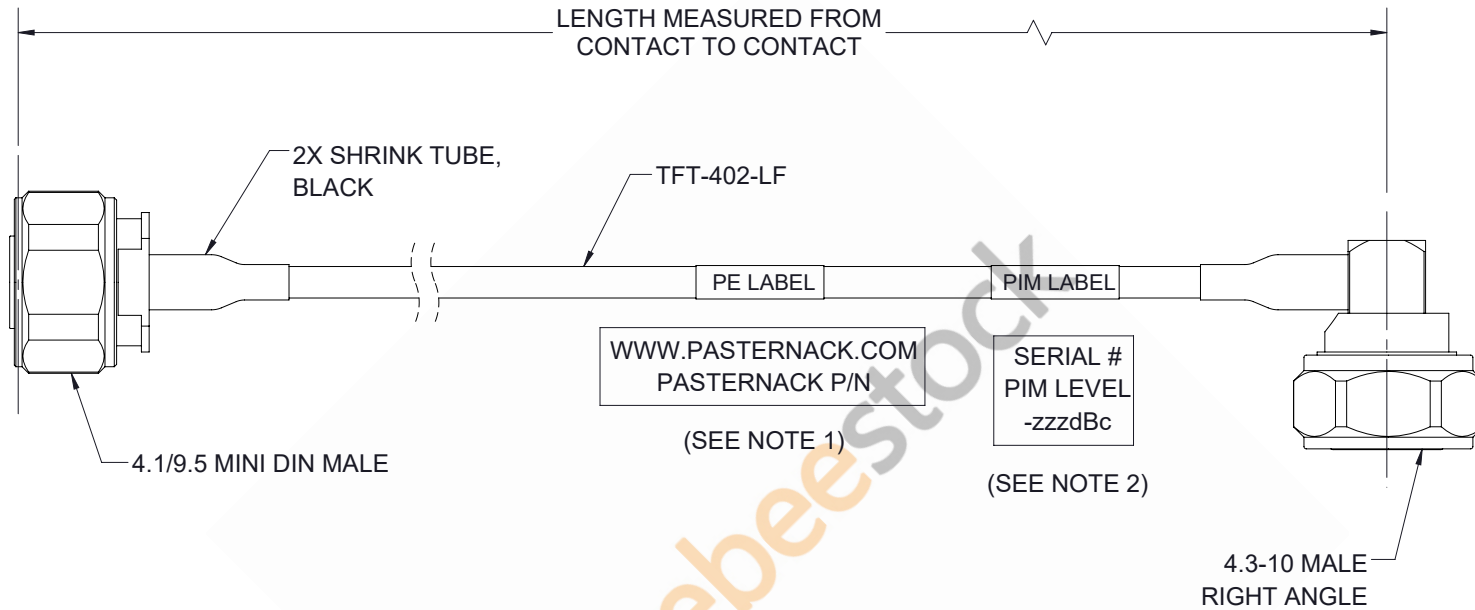 LENGTH MEASURED FROM
CONTACT TO CONTACT
2X SHRINK TUBE,
BLACK
TFT-402-LF
PE LABEL
PIM LABEL
WWW.PASTERNACK.COM
PASTERNACK P/N
(SEE NOTE 1)
SERIAL #
PIM LEVEL
-zzzdBc
(SEE NOTE 2)
4.1/9.5 MINI DIN MALE
4.3-10 MALE
RIGHT ANGLE
ebeestock